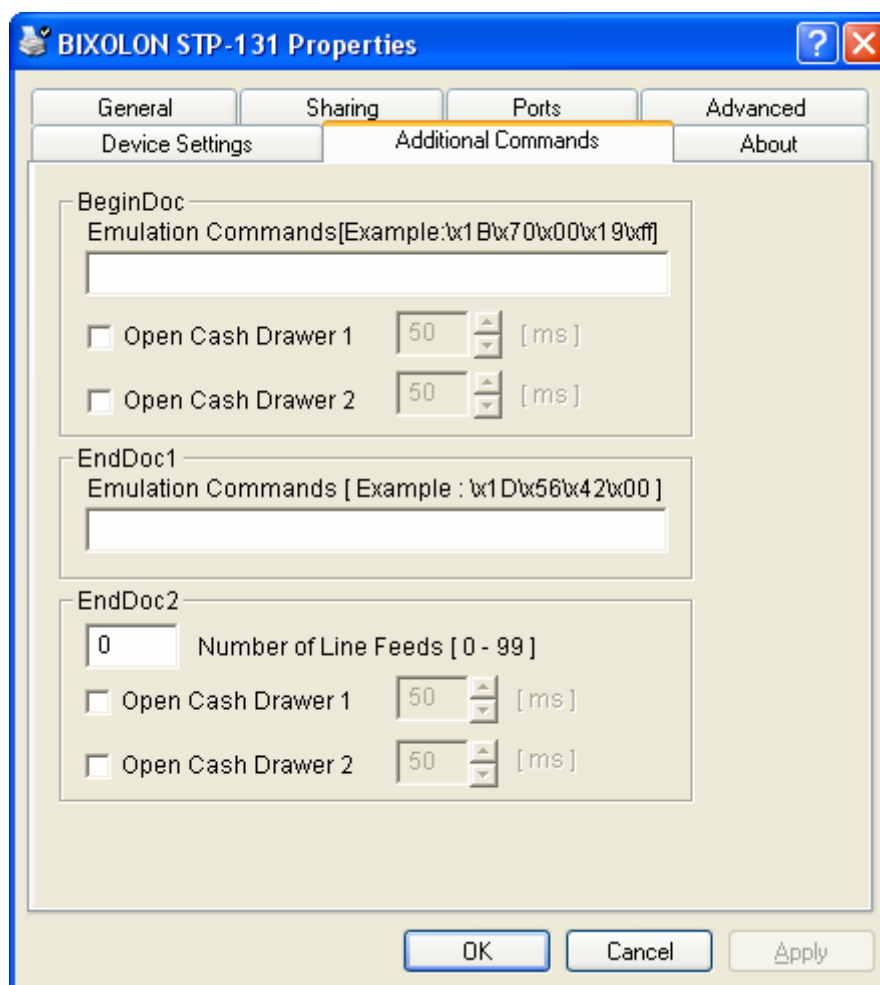 BIXOLON STP-131 Properties
General Sharing Ports Advanced
Device Settings Additional Commands About
BeginDoc
Emulation Commands[Example:\x1B\x70\x00\x19\xff]
Open Cash Drawer 1 50 [ ms ]
Open Cash Drawer 2 50 [ ms ]
EndDoc1
Emulation Commands [ Example : \x1D\x56\x42\x00 ]
EndDoc2
0 Number of Line Feeds [ 0 - 99 ]
Open Cash Drawer 1 50 [ ms ]
Open Cash Drawer 2 50 [ ms ]
OK Cancel Apply